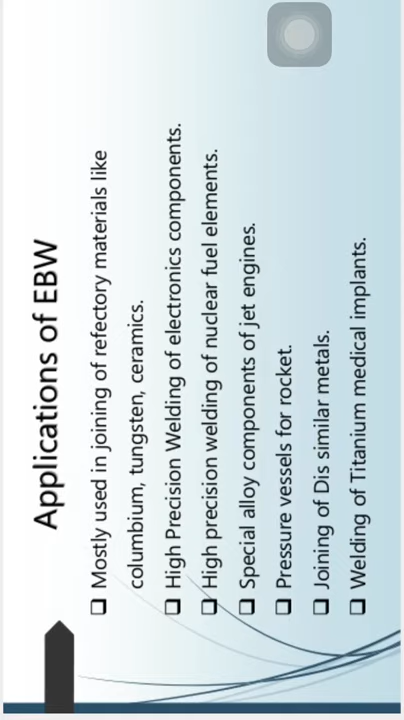 Applications of EBW
❑ Mostly used in joining of refectory materials like
columbium, tungsten, ceramics.
❑ High Precision Welding of electronics components.
❑ High precision welding of nuclear fuel elements.
❑ Special alloy components of jet engines.
❑ Pressure vessels for rocket.
❑ Joining of Dis similar metals.
❑ Welding of Titanium medical implants.